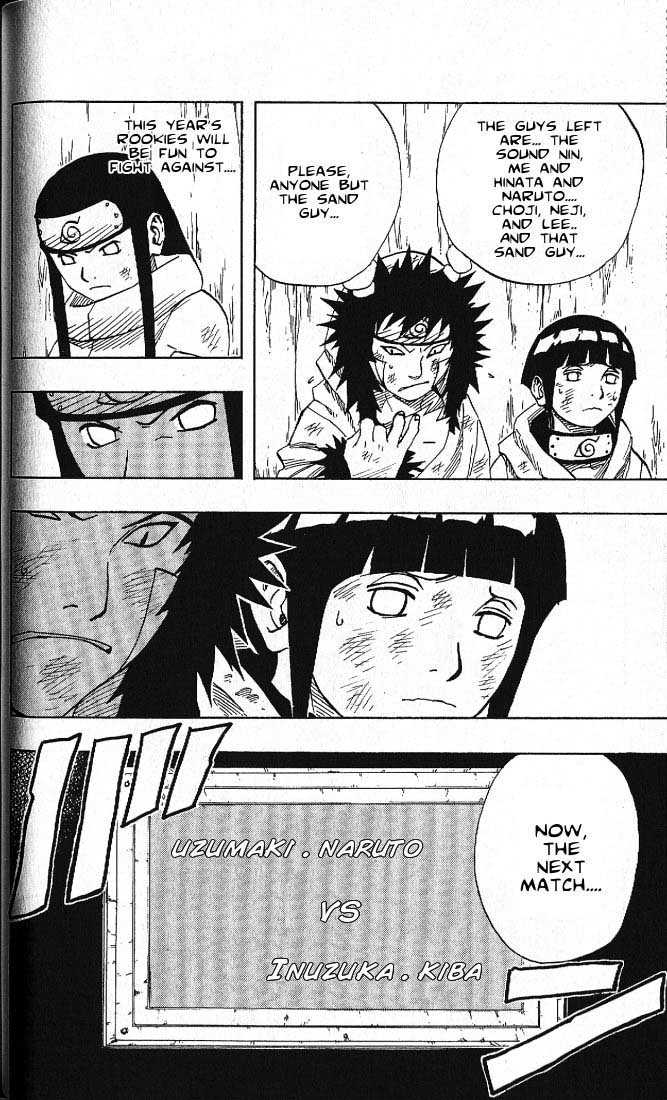 THE GUYS LEFT
ARE... THE
SOUND NIN,
ME AND
HINATA AND
NARUTO....
CHOJI, NEJI,
AND LEE..
AND THAT
SAND GUY...
PLEASE,
ANYONE BUT
THE SAND
GUY...
THIS YEAR'S
ROOKIES WILL
BE FUN TO
FIGHT AGAINST....
NOW,
THE
NEXT
MATCH....
UZUMAKI . NARUTO
VS
INUZUKA . KIBA